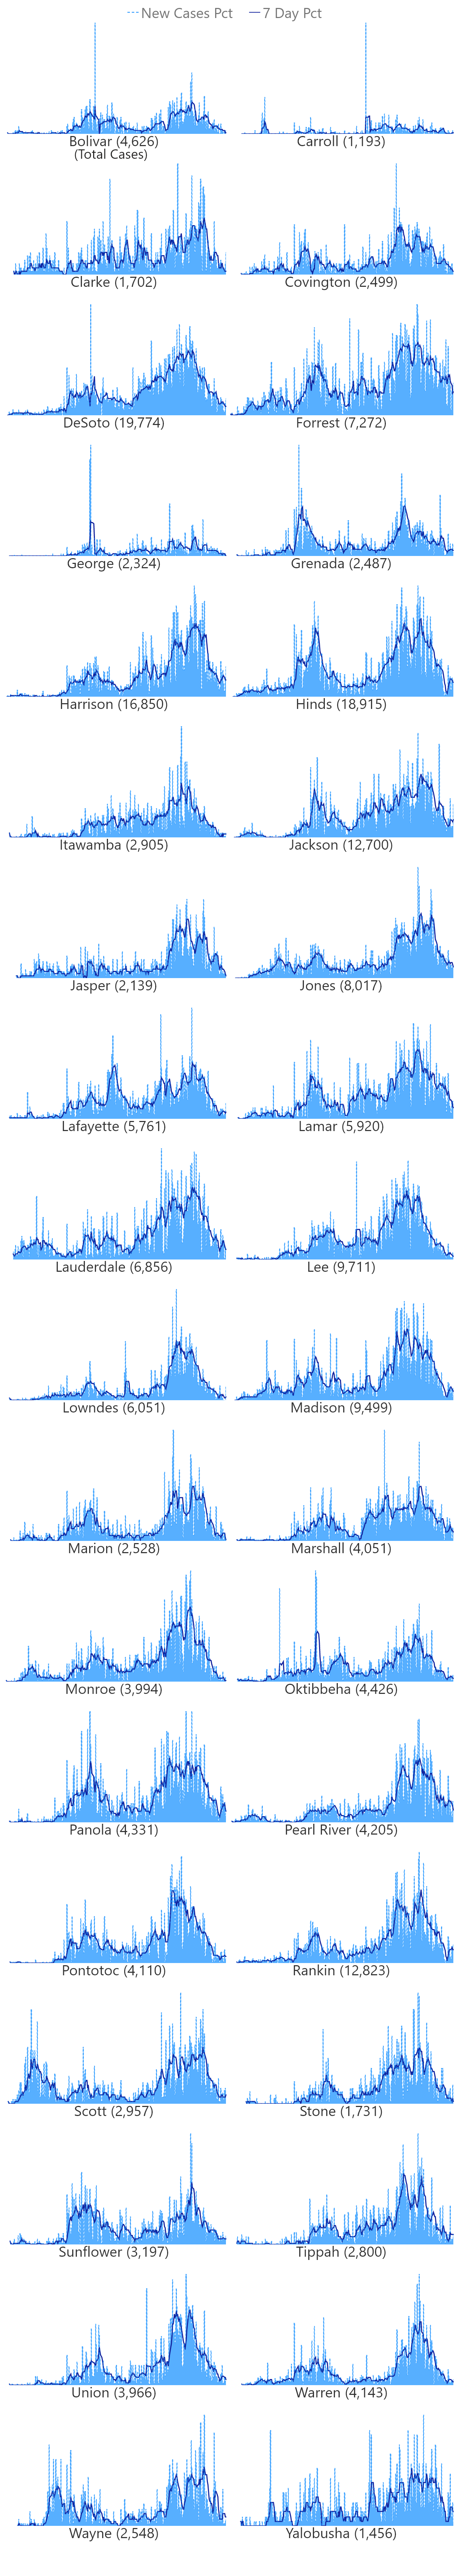 New Cases Pct 7 Day Pct
Bolivar (4,626)
(Total Cases)
Carroll (1,193)
Clarke (1,702)
Covington (2,499)
DeSoto (19,774)
Forrest (7,272)
George (2,324)
Grenada (2,487)
Harrison (16,850)
Hinds (18,915)
Itawamba (2,905)
Jackson (12,700)
Jasper (2,139)
Jones (8,017)
Lafayette (5,761)
Lamar (5,920)
Lauderdale (6,856)
Lee (9,711)
Lowndes (6,051)
Madison (9,499)
Marion (2,528)
Marshall (4,051)
Monroe (3,994)
Oktibbeha (4,426)
Panola (4,331)
Pearl River (4,205)
Pontotoc (4,110)
Rankin (12,823)
Scott (2,957)
Stone (1,731)
Sunflower (3,197)
Tippah (2,800)
Union (3,966)
Warren (4,143)
Wayne (2,548)
Yalobusha (1,456)